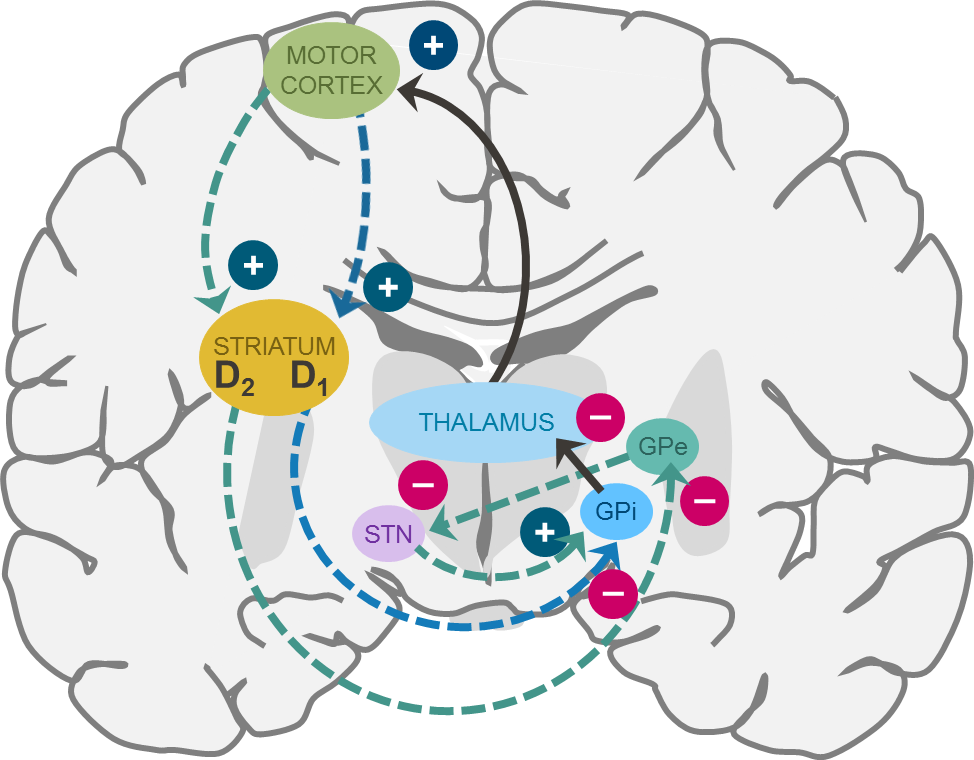 MOTOR
CORTEX
+
+
+
STRIATUM
D2 D1
THALAMUS
−
GPe
−
−
GPi
STN
+
−